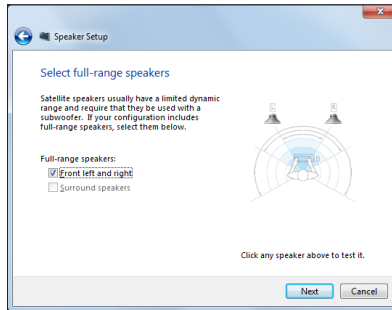 Speaker Setup
Select full-range speakers
Satellite speakers usually have a limited dynamic
range and require that they be used with a
subwoofer. If your configuration includes
full-range speakers, select them below.
L R
Full-range speakers:
Front left and right
Surround speakers
Click any speaker above to test it.
Next Cancel